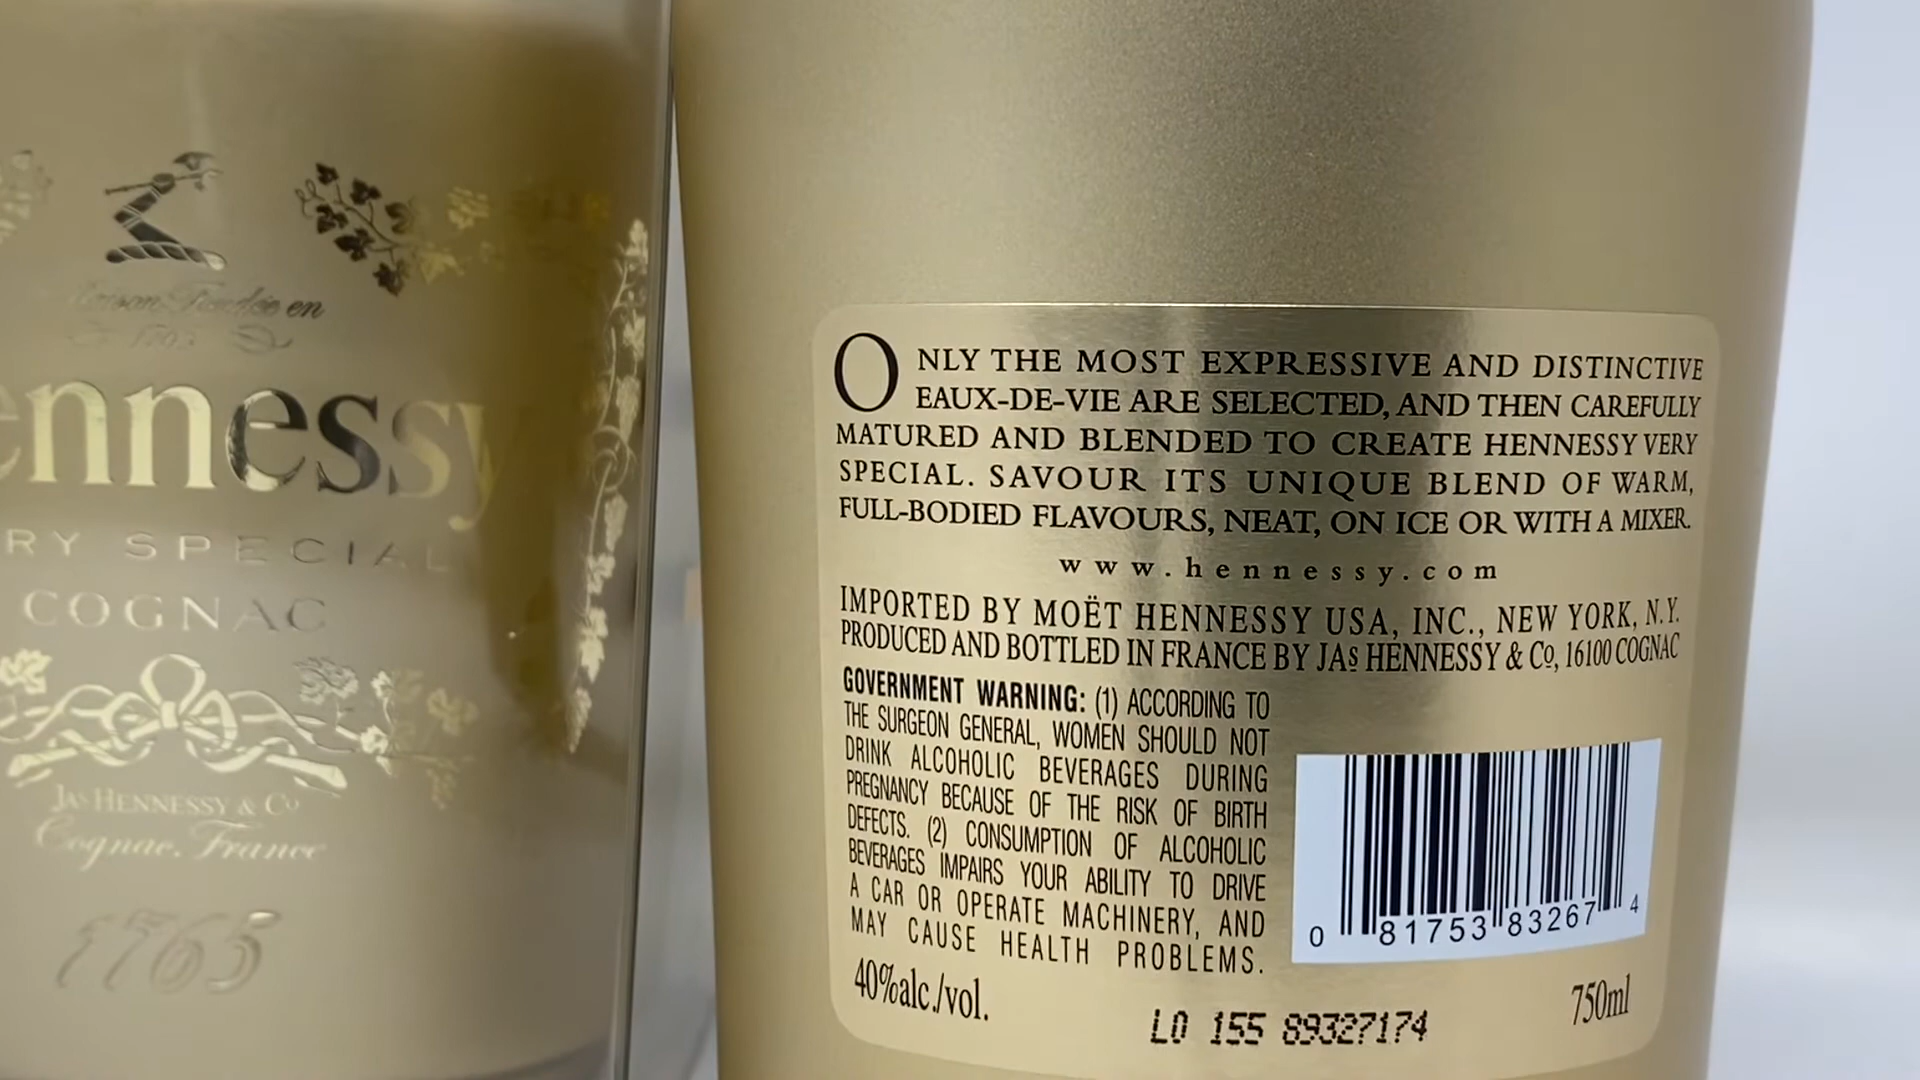 Maison Fondée en
ennessy
RY SPECIAL
COGNAC
JAs HENNESSY & Co
Cognac, France
1765
ONLY THE MOST EXPRESSIVE AND DISTINCTIVE
EAUX-DE-VIE ARE SELECTED, AND THEN CAREFULLY
MATURED AND BLENDED TO CREATE HENNESSY VERY
SPECIAL. SAVOUR ITS UNIQUE BLEND OF WARM,
FULL-BODIED FLAVOURS, NEAT, ON ICE OR WITH A MIXER.
www.hennessy.com
IMPORTED BY MOËT HENNESSY USA, INC., NEW YORK, N.Y.
PRODUCED AND BOTTLED IN FRANCE BY JAs HENNESSY & Co, 16100 COGNAC
GOVERNMENT WARNING: (1) ACCORDING TO
THE SURGEON GENERAL, WOMEN SHOULD NOT
DRINK ALCOHOLIC BEVERAGES DURING
PREGNANCY BECAUSE OF THE RISK OF BIRTH
DEFECTS. (2) CONSUMPTION OF ALCOHOLIC
BEVERAGES IMPAIRS YOUR ABILITY TO DRIVE
A CAR OR OPERATE MACHINERY, AND
MAY CAUSE HEALTH PROBLEMS.
0 81753 83267 4
40%alc./vol.
750ml
L0 155 89327174